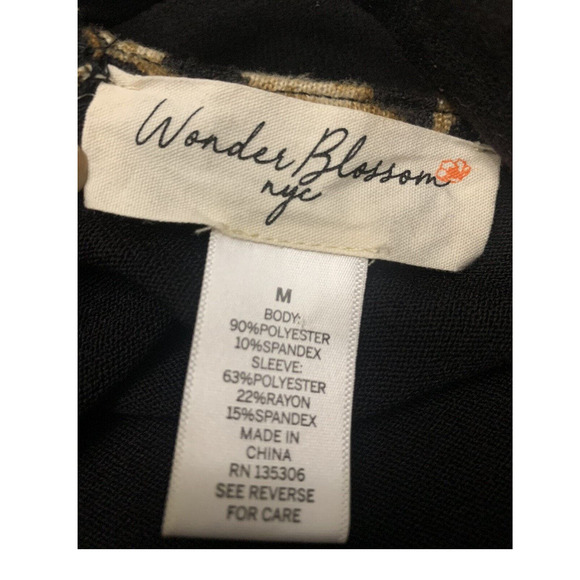 Wonder Blossom
nyc
M
BODY:
90%POLYESTER
10%SPANDEX
SLEEVE:
63%POLYESTER
22%RAYON
15%SPANDEX
MADE IN
CHINA
RN 135306
SEE REVERSE
FOR CARE